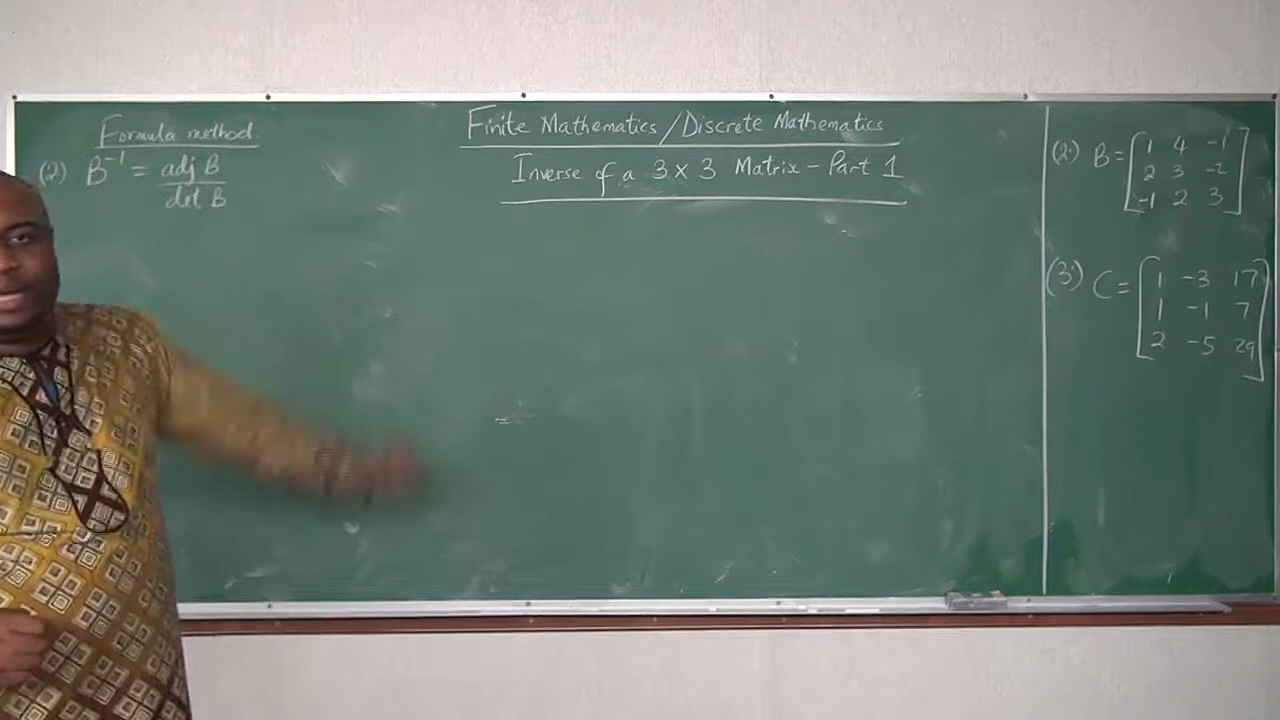 Finite Mathematics/Discrete Mathematics
Inverse of a 3 x 3 Matrix - Part 1
Formula method
(2) B⁻¹ = adj B
det B
(2.) B = [ 1 4 -1
2 3 -2
-1 2 3 ]
(3.) C = [ 1 -3 17
1 -1 7
2 -5 29 ]